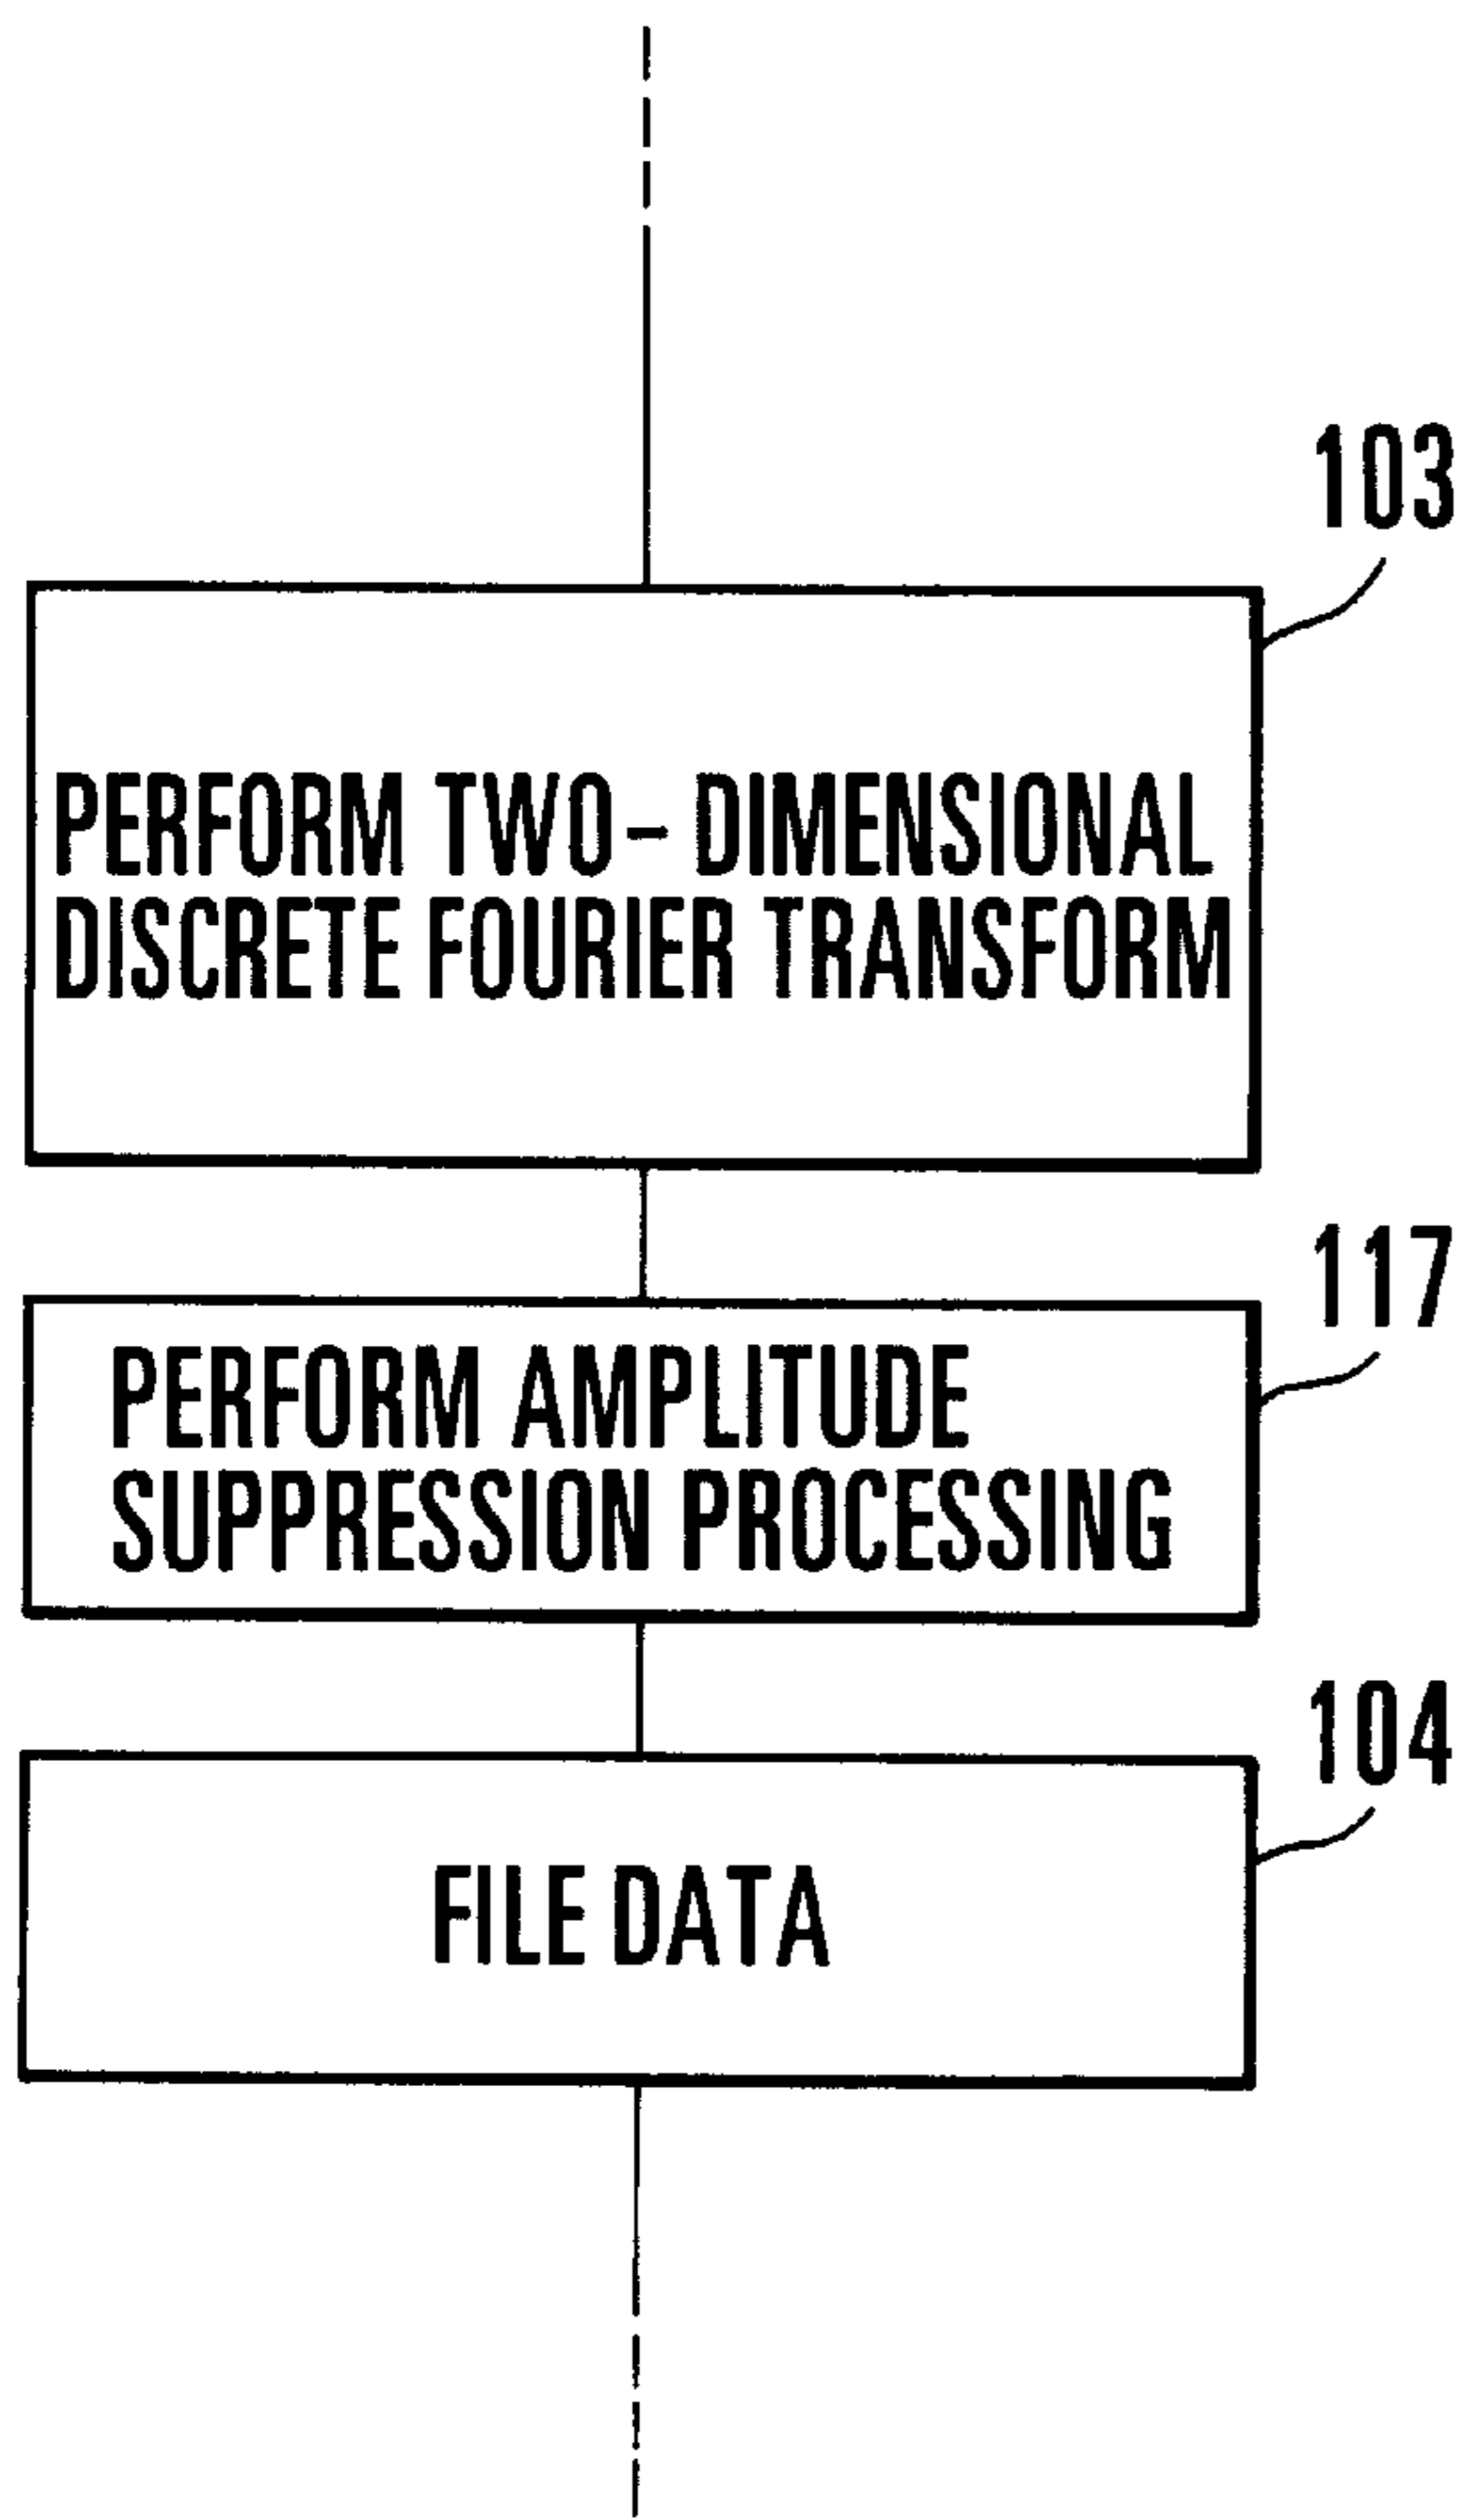 103
PERFORM TWO-DIMENSIONAL
DISCRETE FOURIER TRANSFORM
117
PERFORM AMPLITUDE
SUPPRESSION PROCESSING
104
FILE DATA